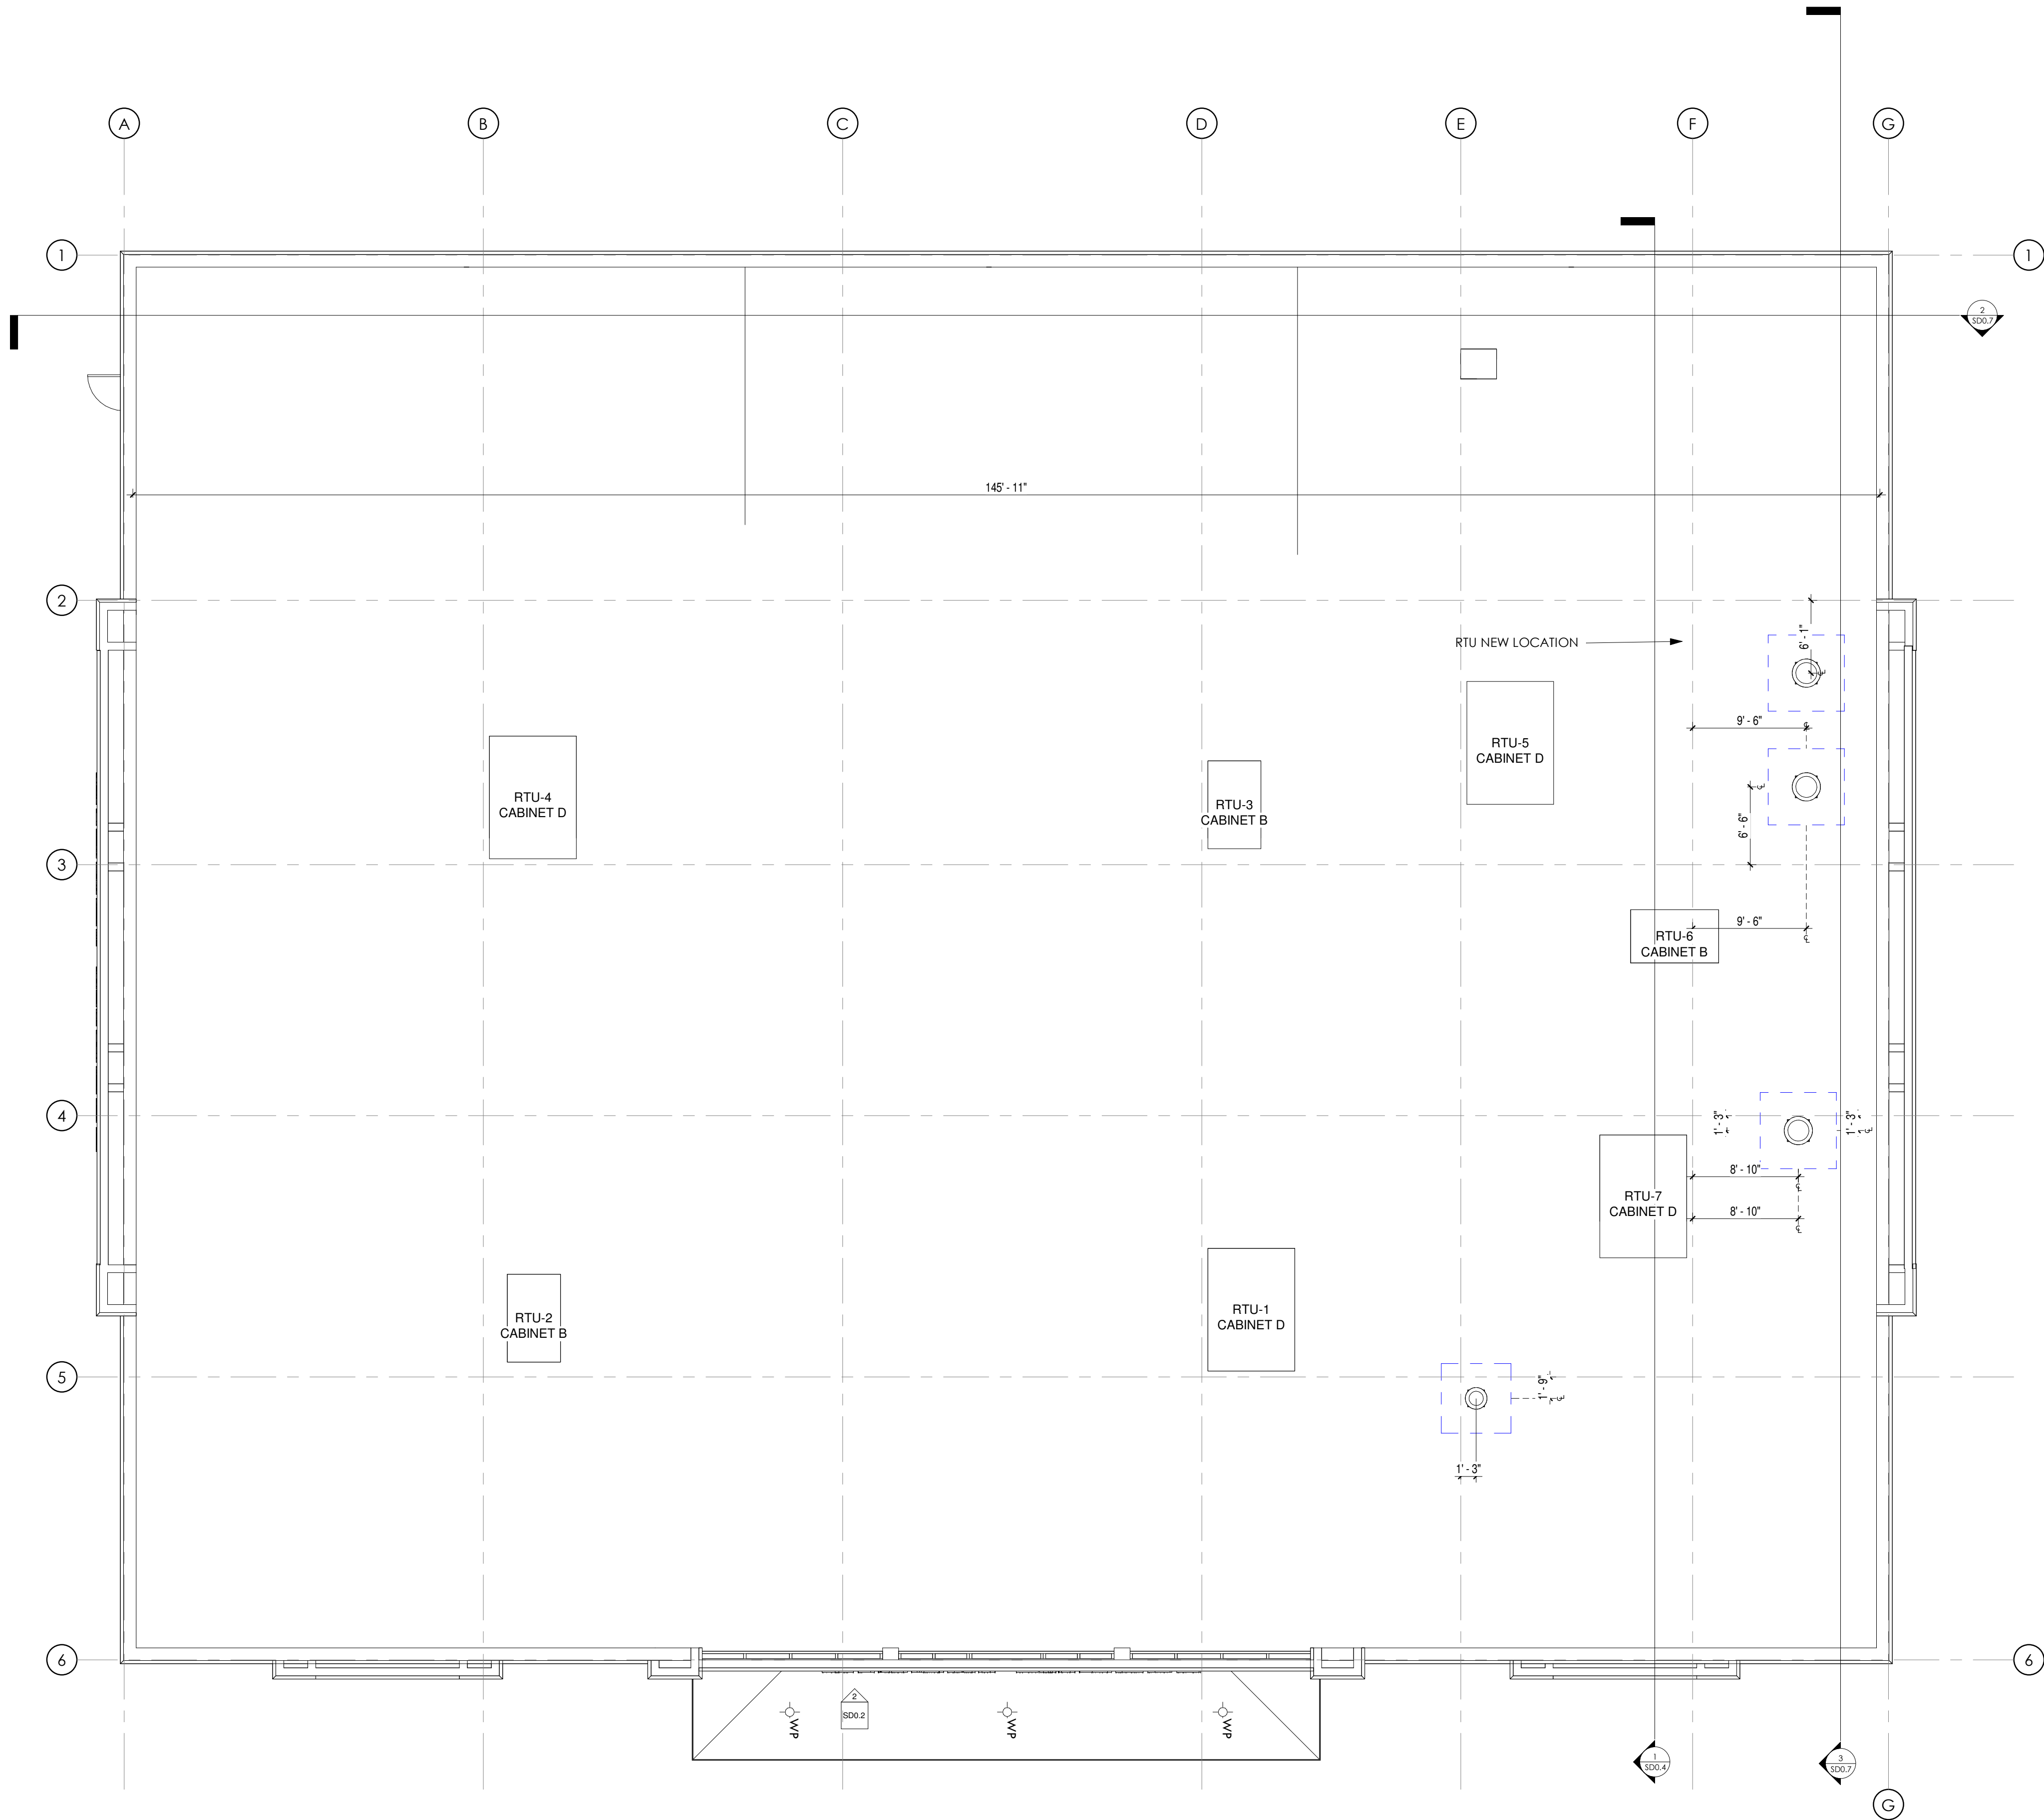 A
B
C
D
E
F
G
1
1
2
SD0.7
145' - 11"
2
6' - 1"
RTU NEW LOCATION
9' - 6"
RTU-5
CABINET D
RTU-4
CABINET D
RTU-3
CABINET B
6' - 6"
3
9' - 6"
RTU-6
CABINET B
4
1' - 3"
1' - 3"
8' - 10"
RTU-7
CABINET D
8' - 10"
RTU-2
CABINET B
RTU-1
CABINET D
5
1' - 9"
1' - 3"
6
6
2
SD0.2
WP
WP
WP
1
SD0.4
3
SD0.7
G